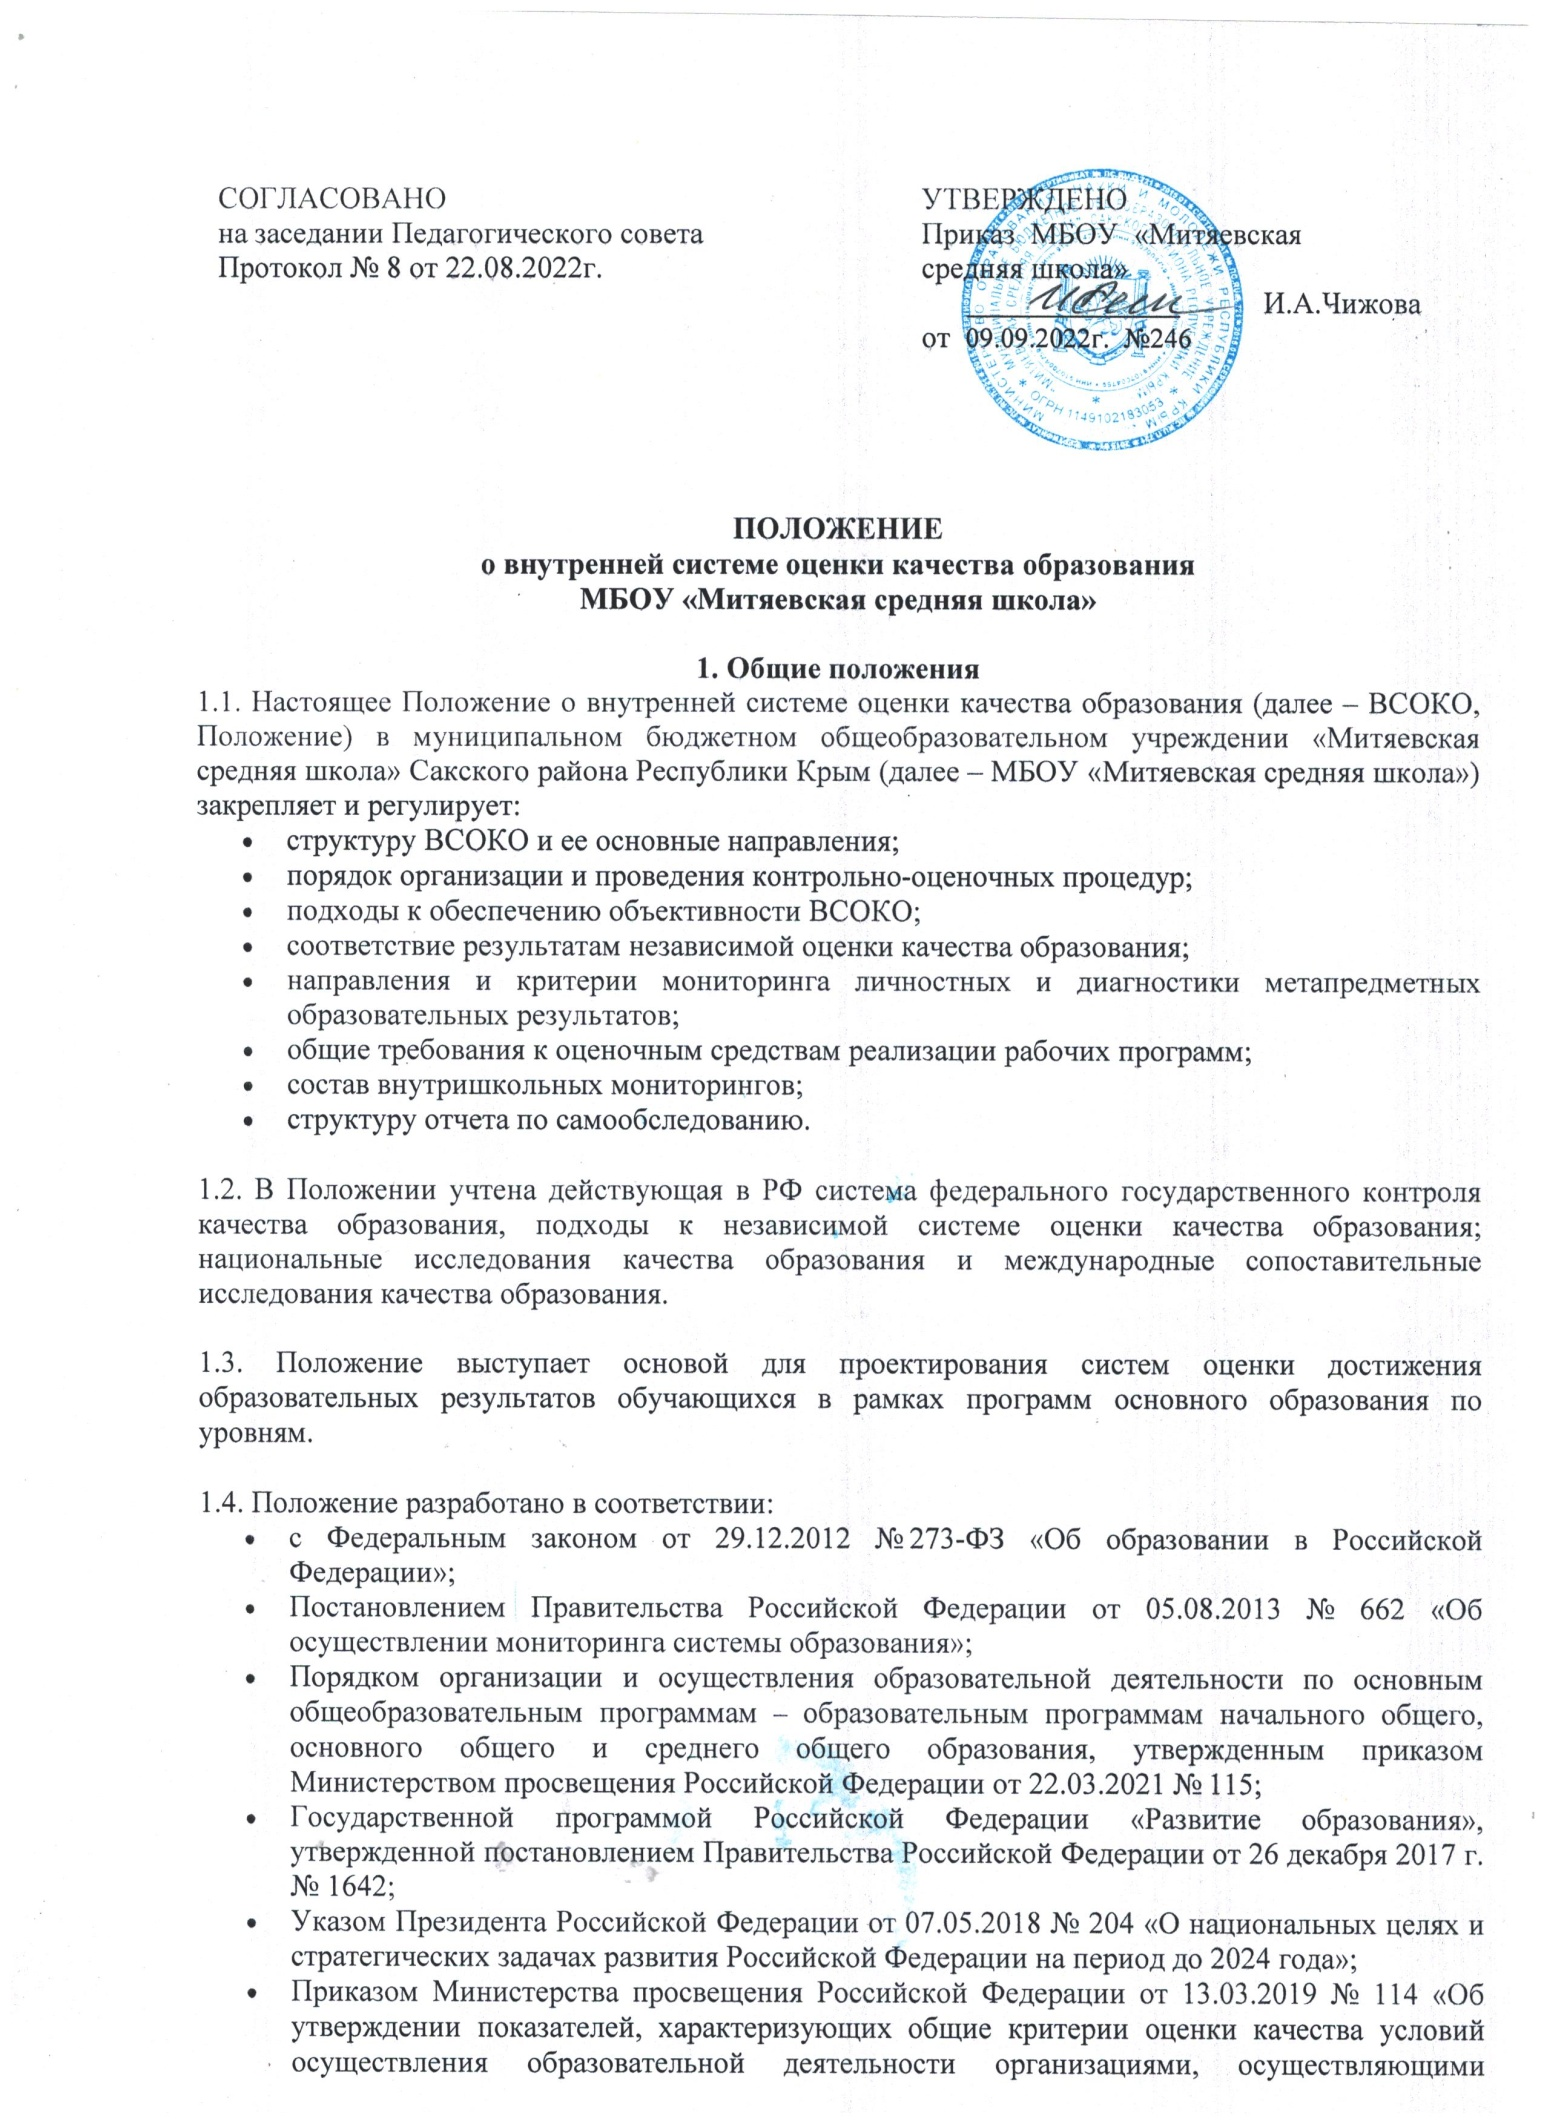 СОГЛАСОВАНО
на заседании Педагогического совета
Протокол № 8 от 22.08.2022г.
УТВЕРЖДЕНО
Приказ МБОУ «Митяевская
средняя школа»
И.А.Чижова
от 09.09.2022г. №246
ОГРН 1149102183053
ПОЛОЖЕНИЕ
о внутренней системе оценки качества образования
МБОУ «Митяевская средняя школа»
1. Общие положения
1.1. Настоящее Положение о внутренней системе оценки качества образования (далее – ВСОКО,
Положение) в муниципальном бюджетном общеобразовательном учреждении «Митяевская
средняя школа» Сакского района Республики Крым (далее – МБОУ «Митяевская средняя школа»)
закрепляет и регулирует:
• структуру ВСОКО и ее основные направления;
• порядок организации и проведения контрольно-оценочных процедур;
• подходы к обеспечению объективности ВСОКО;
• соответствие результатам независимой оценки качества образования;
• направления и критерии мониторинга личностных и диагностики метапредметных
образовательных результатов;
• общие требования к оценочным средствам реализации рабочих программ;
• состав внутришкольных мониторингов;
• структуру отчета по самообследованию.
1.2. В Положении учтена действующая в РФ система федерального государственного контроля
качества образования, подходы к независимой системе оценки качества образования;
национальные исследования качества образования и международные сопоставительные
исследования качества образования.
1.3. Положение выступает основой для проектирования систем оценки достижения
образовательных результатов обучающихся в рамках программ основного образования по
уровням.
1.4. Положение разработано в соответствии:
• с Федеральным законом от 29.12.2012 №273-ФЗ «Об образовании в Российской
Федерации»;
• Постановлением Правительства Российской Федерации от 05.08.2013 № 662 «Об
осуществлении мониторинга системы образования»;
• Порядком организации и осуществления образовательной деятельности по основным
общеобразовательным программам – образовательным программам начального общего,
основного общего и среднего общего образования, утвержденным приказом
Министерством просвещения Российской Федерации от 22.03.2021 № 115;
• Государственной программой Российской Федерации «Развитие образования»,
утвержденной постановлением Правительства Российской Федерации от 26 декабря 2017 г.
№ 1642;
• Указом Президента Российской Федерации от 07.05.2018 № 204 «О национальных целях и
стратегических задачах развития Российской Федерации на период до 2024 года»;
• Приказом Министерства просвещения Российской Федерации от 13.03.2019 № 114 «Об
утверждении показателей, характеризующих общие критерии оценки качества условий
осуществления образовательной деятельности организациями, осуществляющими